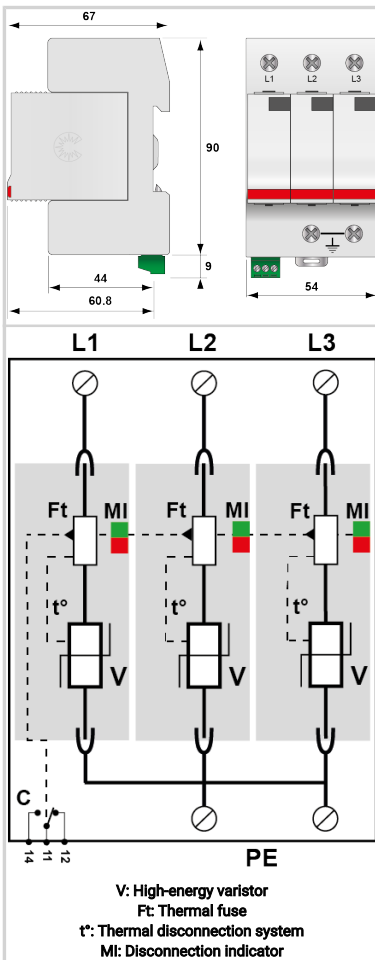 67
L1 L2 L3
90
9
44
60.8
54
L1 L2 L3
Ft MI Ft MI Ft MI
t° t° t°
V V V
C
14 11 12
PE
V: High-energy varistor
Ft: Thermal fuse
t°: Thermal disconnection system
MI: Disconnection indicator